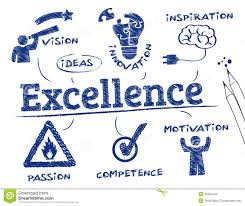 VISION
IDEAS
INNOVATION
INSPIRATION
Excellence
PASSION
COMPETENCE
MOTIVATION